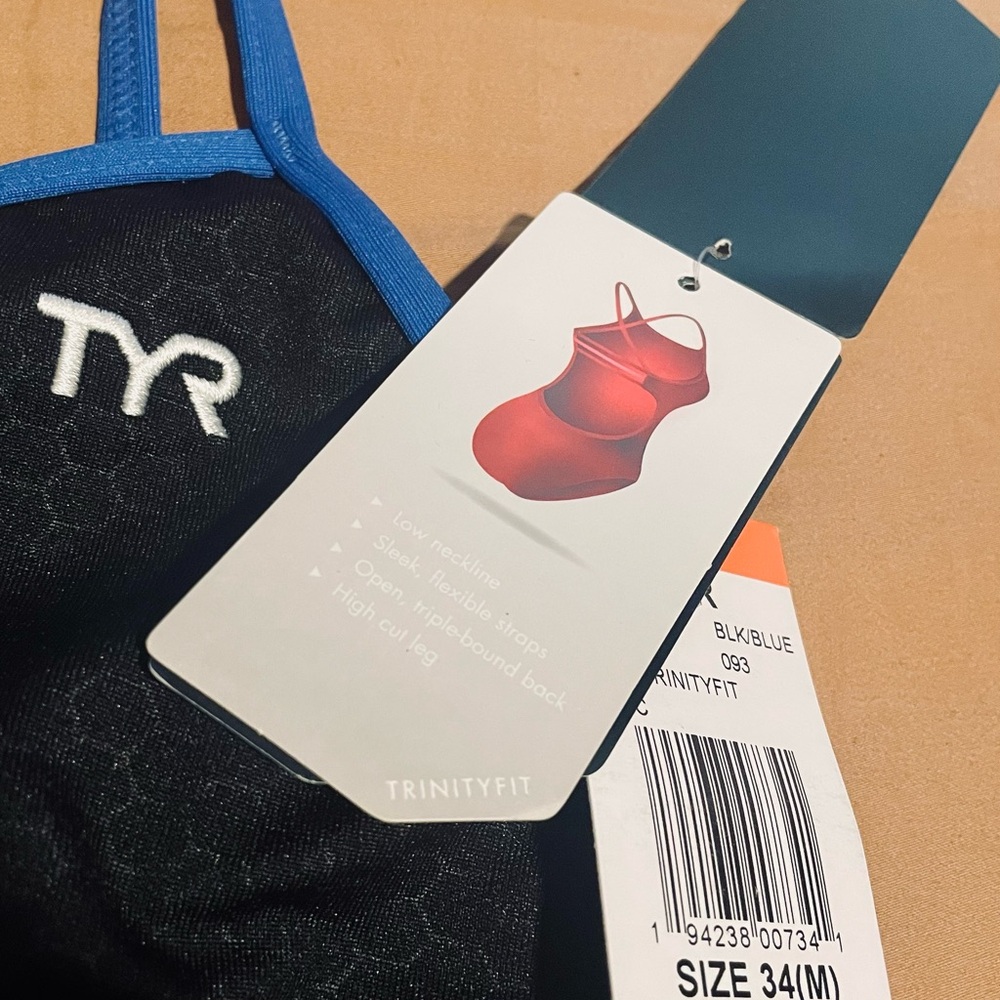 TYR
Low neckline
Sleek, flexible straps
Open, triple-bound back
High cut leg
TRINITYFIT
R
BLK/BLUE
093
RINITYFIT
C
1 94238 00734 1
SIZE 34(M)